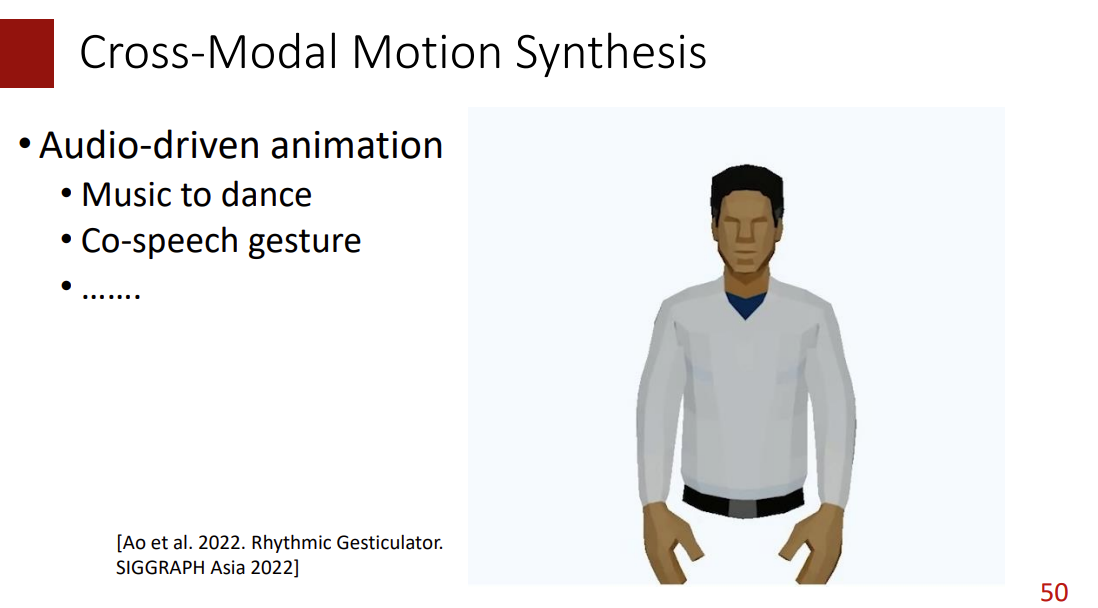 Cross-Modal Motion Synthesis
• Audio-driven animation
• Music to dance
• Co-speech gesture
• …….
[Ao et al. 2022. Rhythmic Gesticulator.
SIGGRAPH Asia 2022]
50